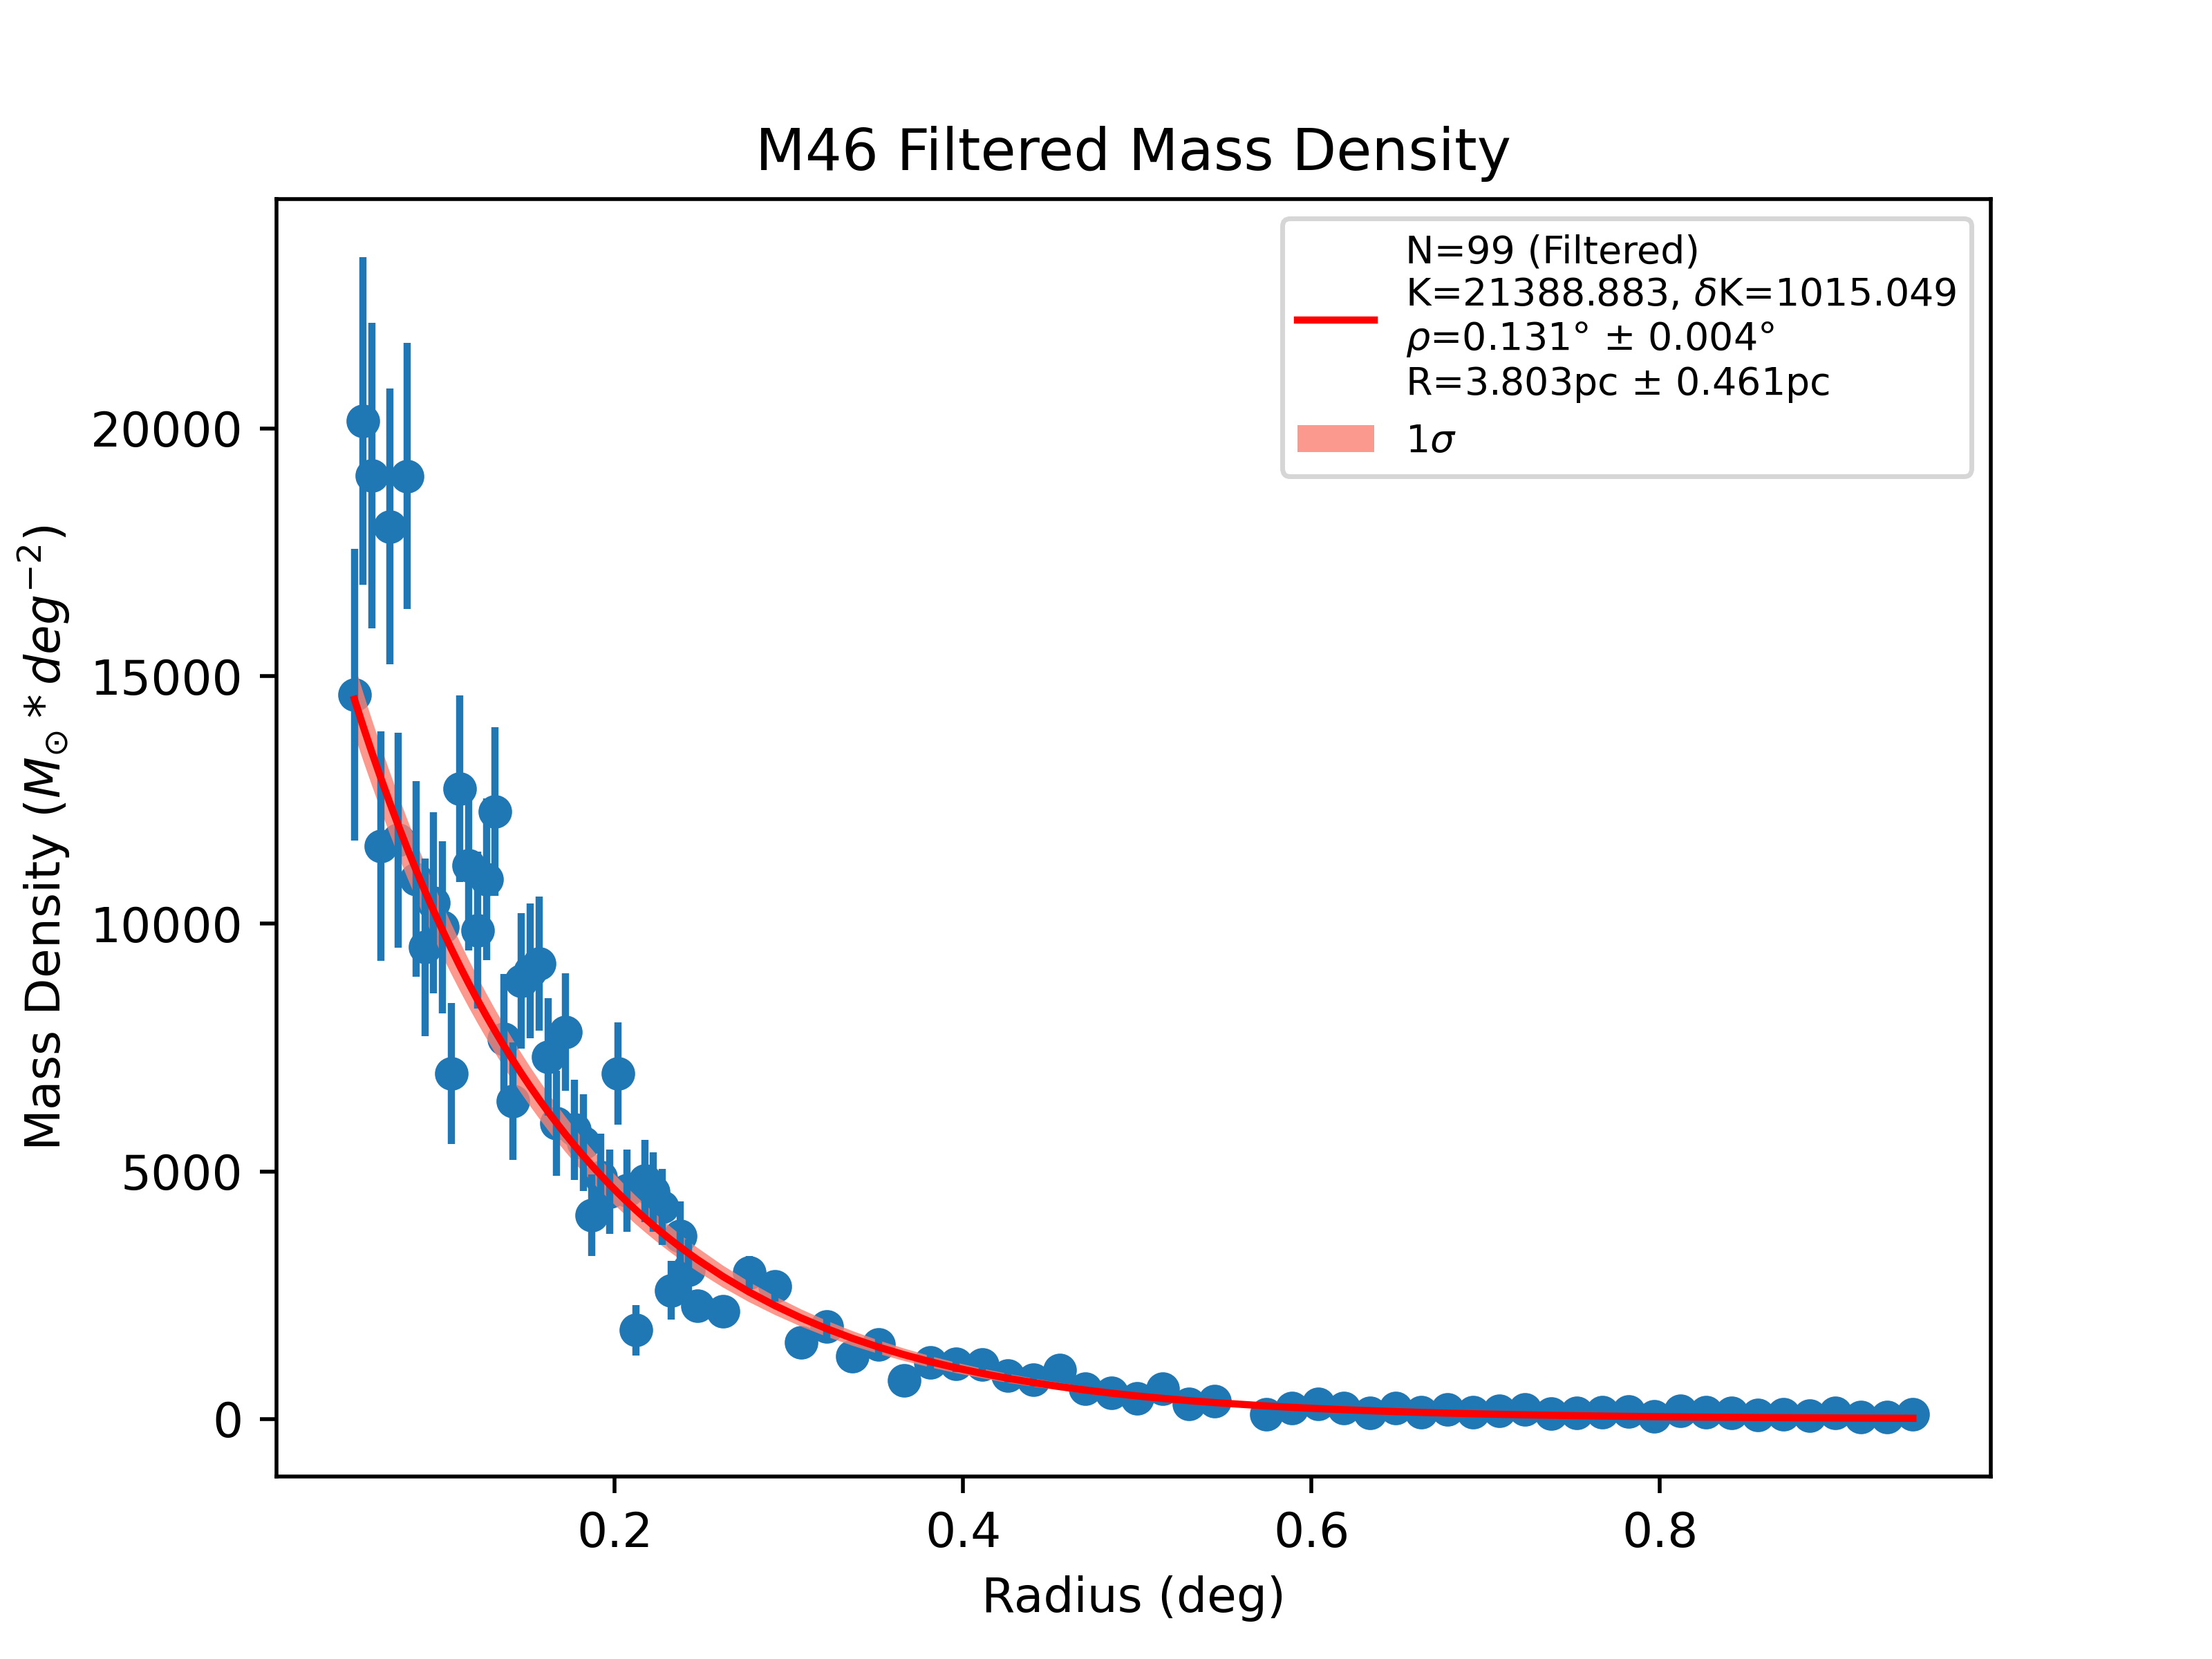 M46 Filtered Mass Density
N=99 (Filtered)
K=21388.883, δK=1015.049
ρ=0.131° ± 0.004°
R=3.803pc ± 0.461pc
1σ
Mass Density (M⊙ * deg⁻²)
20000
15000
10000
5000
0
0.2 0.4 0.6 0.8
Radius (deg)